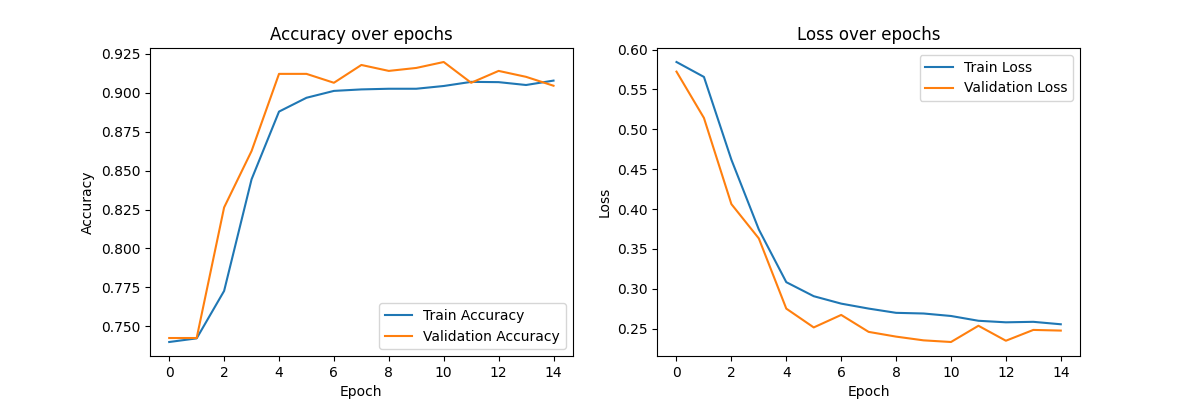 Accuracy over epochs
0.925
0.900
0.875
0.850
0.825
0.800
0.775
0.750
Accuracy
0 2 4 6 8 10 12 14
Epoch
Train Accuracy
Validation Accuracy
Loss over epochs
0.60
0.55
0.50
0.45
0.40
0.35
0.30
0.25
Loss
0 2 4 6 8 10 12 14
Epoch
Train Loss
Validation Loss